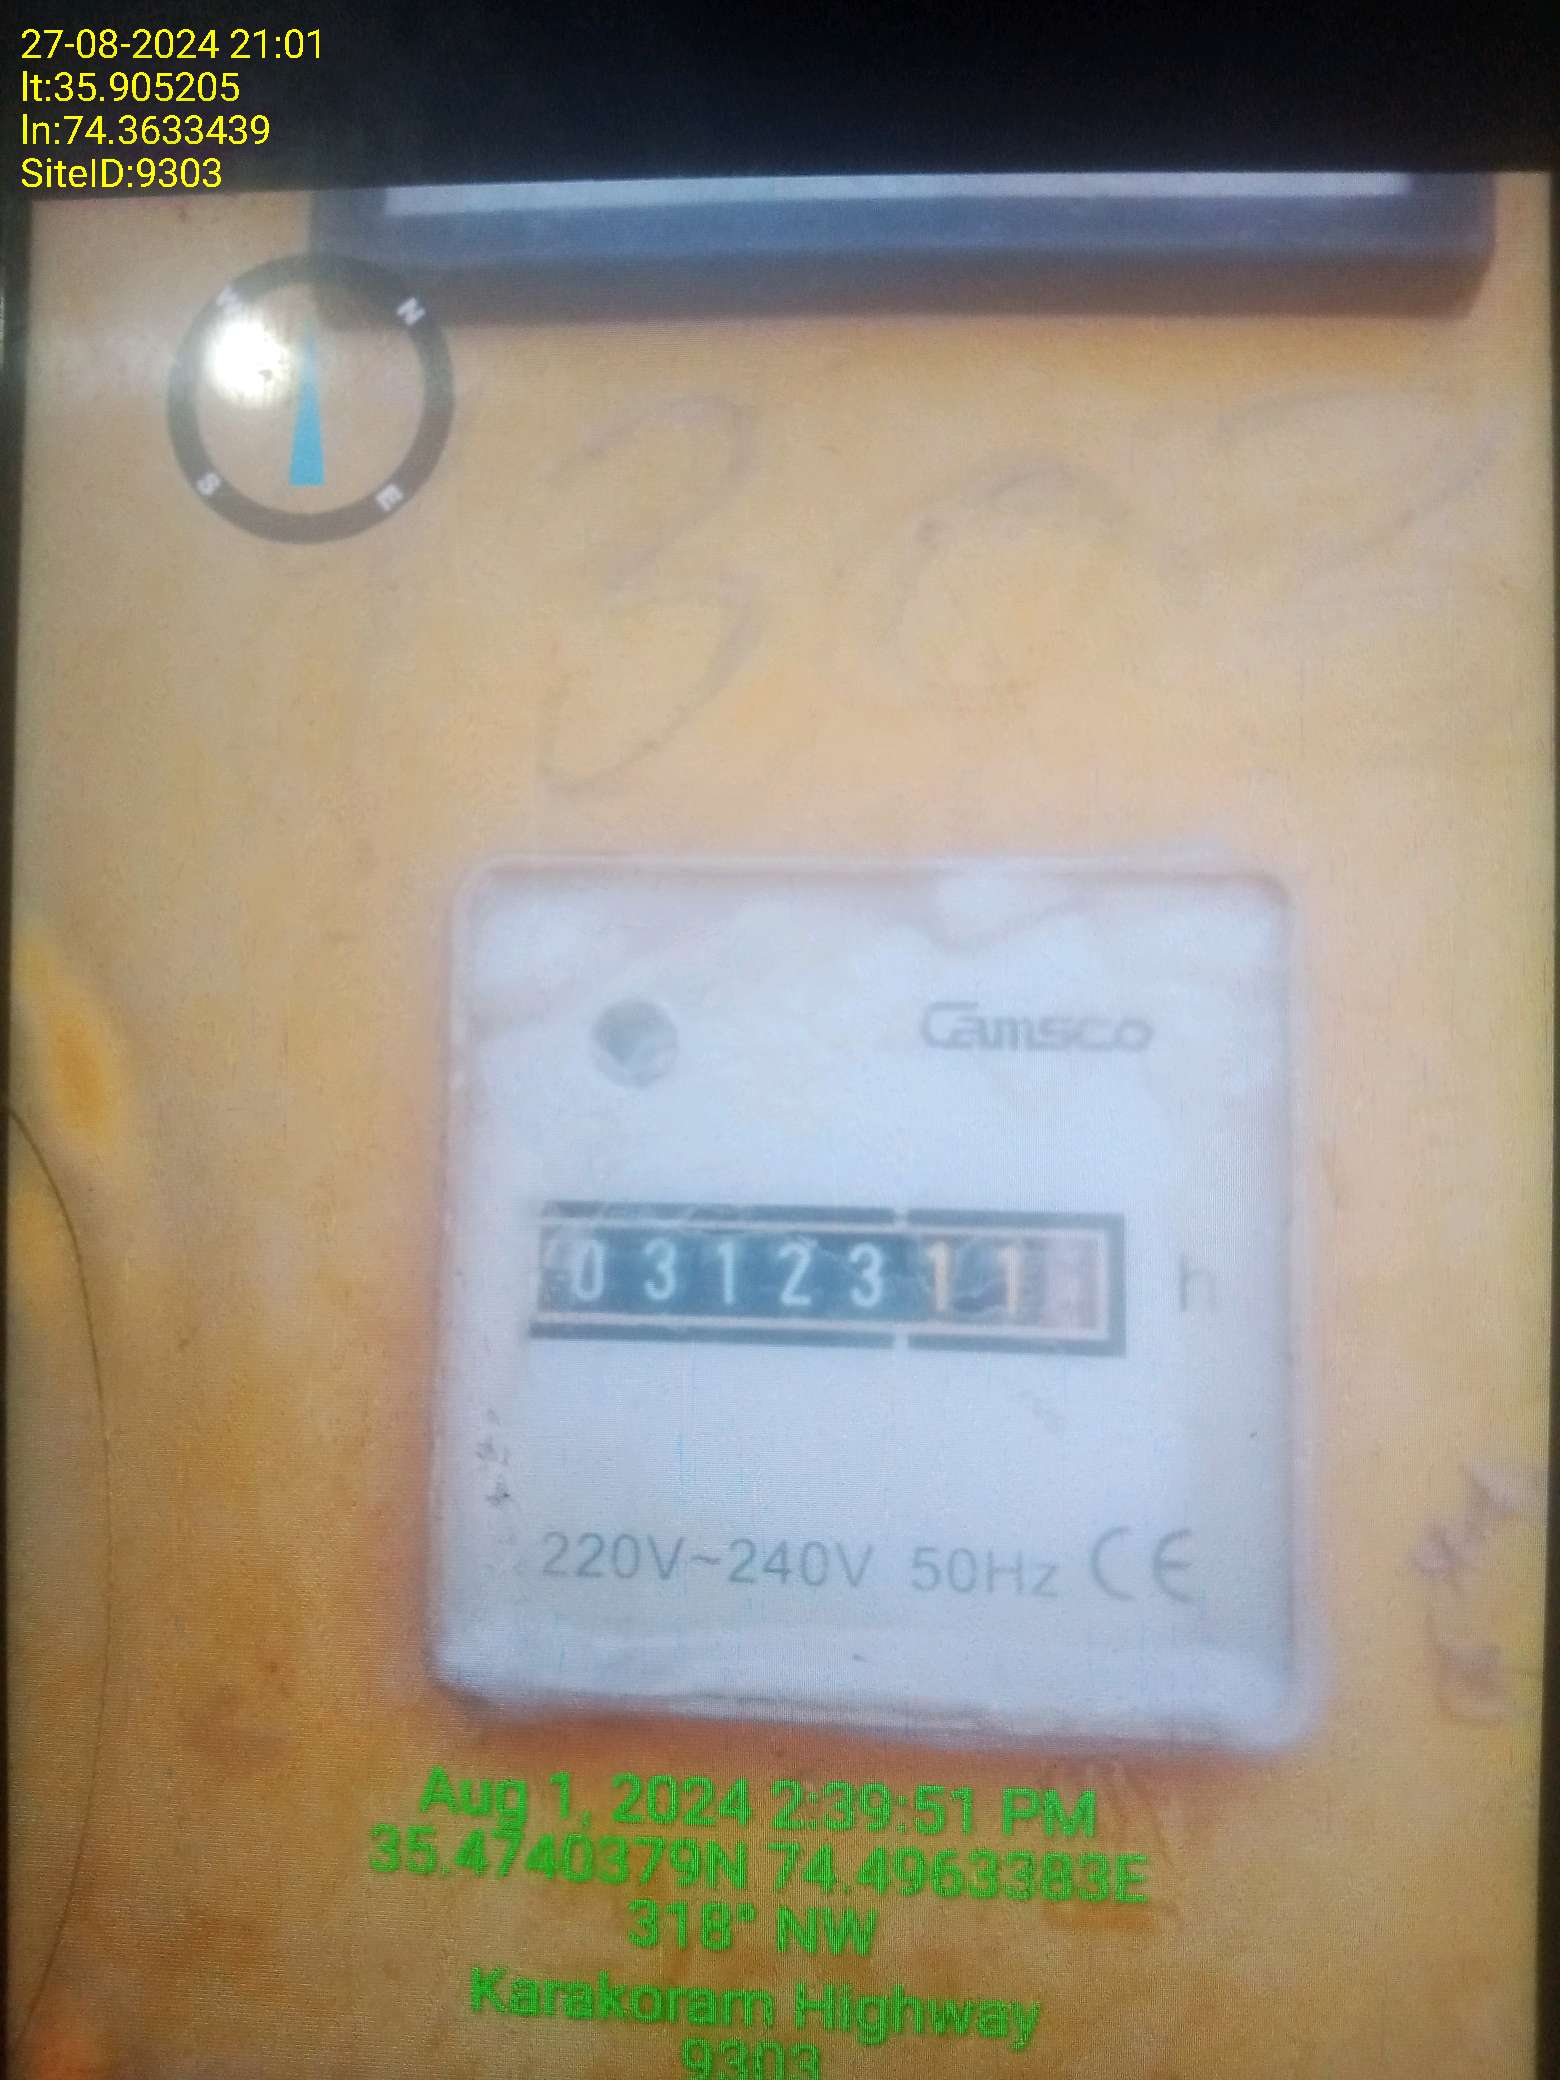 27-08-2024 21:01
lt:35.905205
ln:74.3633439
SiteID:9303
N
S
E
Camsco
0312311
h
220V~240V 50Hz CE
Aug 1, 2024 2:39:51 PM
35.4740379N 74.4963383E
318° NW
Karakoram Highway
9303